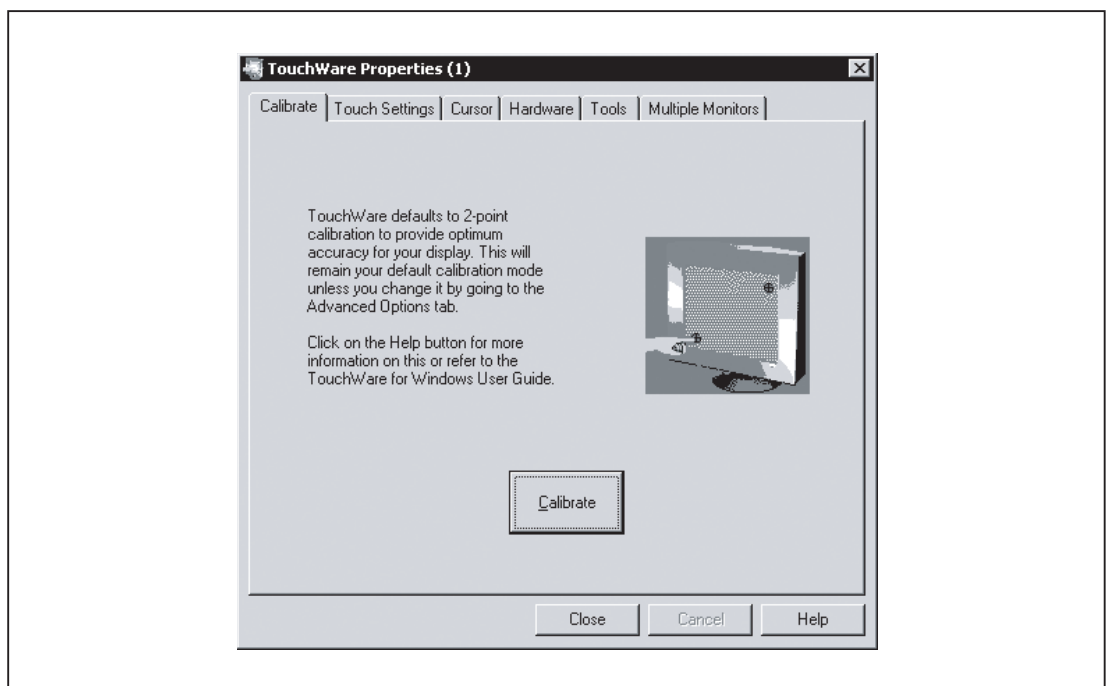 TouchWare Properties (1)
Calibrate Touch Settings Cursor Hardware Tools Multiple Monitors
TouchWare defaults to 2-point
calibration to provide optimum
accuracy for your display. This will
remain your default calibration mode
unless you change it by going to the
Advanced Options tab.
Click on the Help button for more
information on this or refer to the
TouchWare for Windows User Guide.
Calibrate
Close Cancel Help